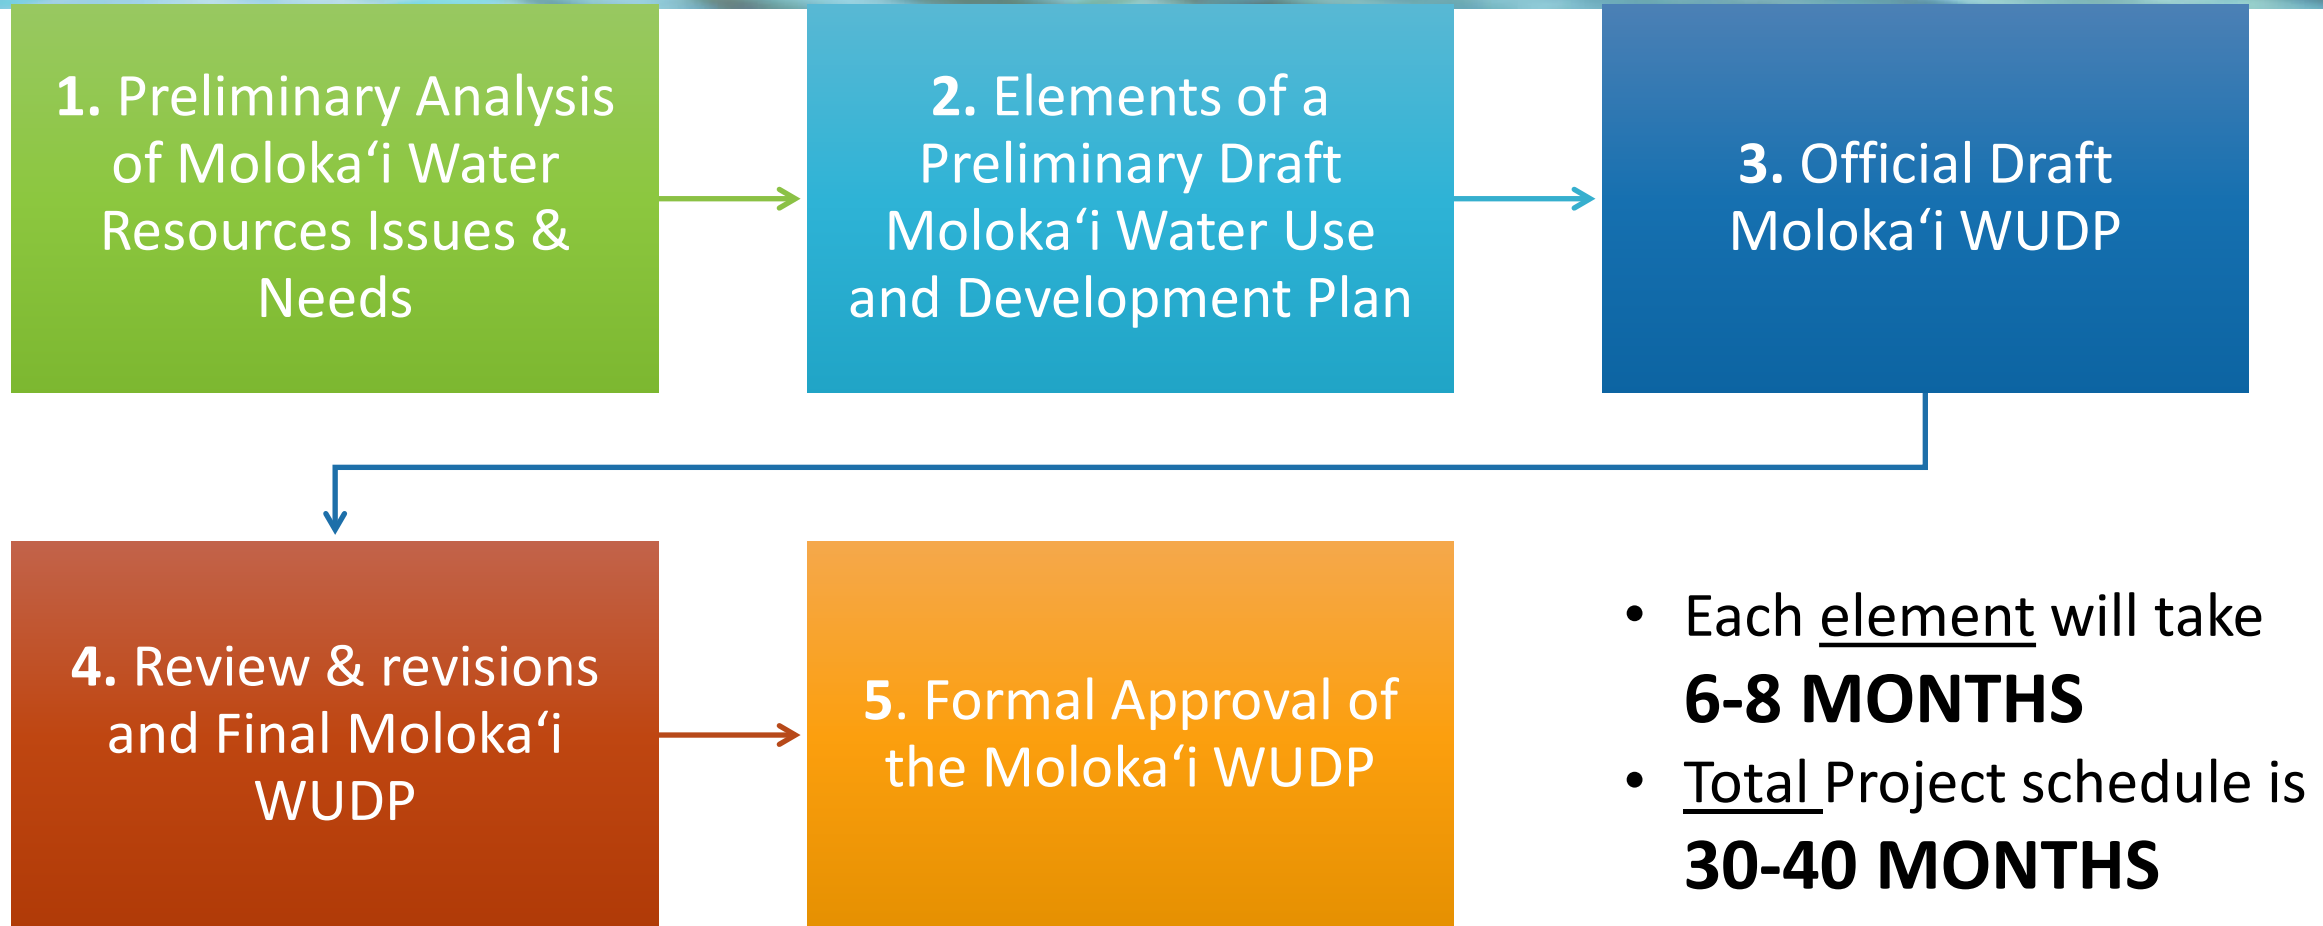 1. Preliminary Analysis
of Molokaʻi Water
Resources Issues &
Needs
2. Elements of a
Preliminary Draft
Molokaʻi Water Use
and Development Plan
3. Official Draft
Molokaʻi WUDP
4. Review & revisions
and Final Molokaʻi
WUDP
5. Formal Approval of
the Molokaʻi WUDP
• Each element will take
6-8 MONTHS
• Total Project schedule is
30-40 MONTHS